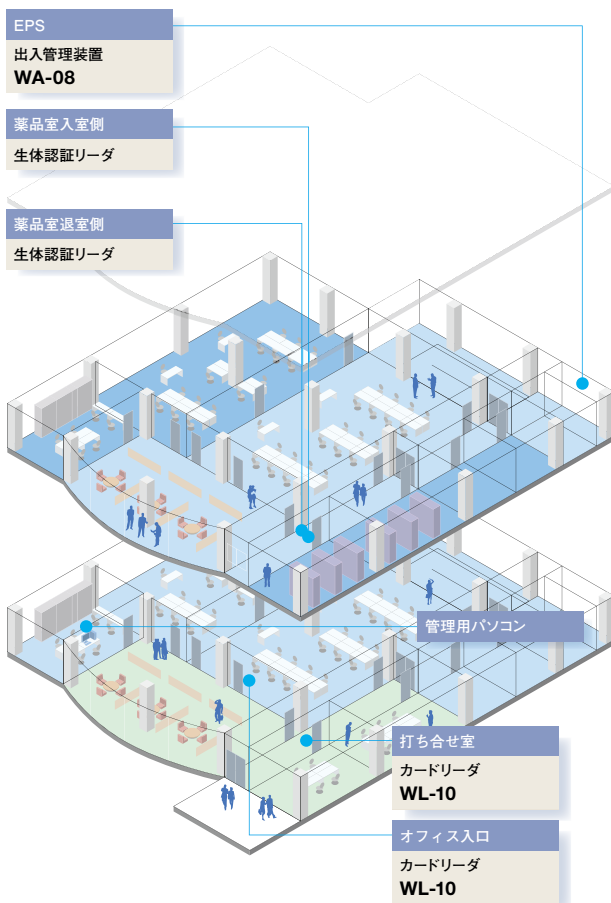 EPS
出入管理装置
WA-08
薬品室入室側
生体認証リーダ
薬品室退室側
生体認証リーダ
管理用パソコン
打ち合せ室
カードリーダ
WL-10
オフィス入口
カードリーダ
WL-10